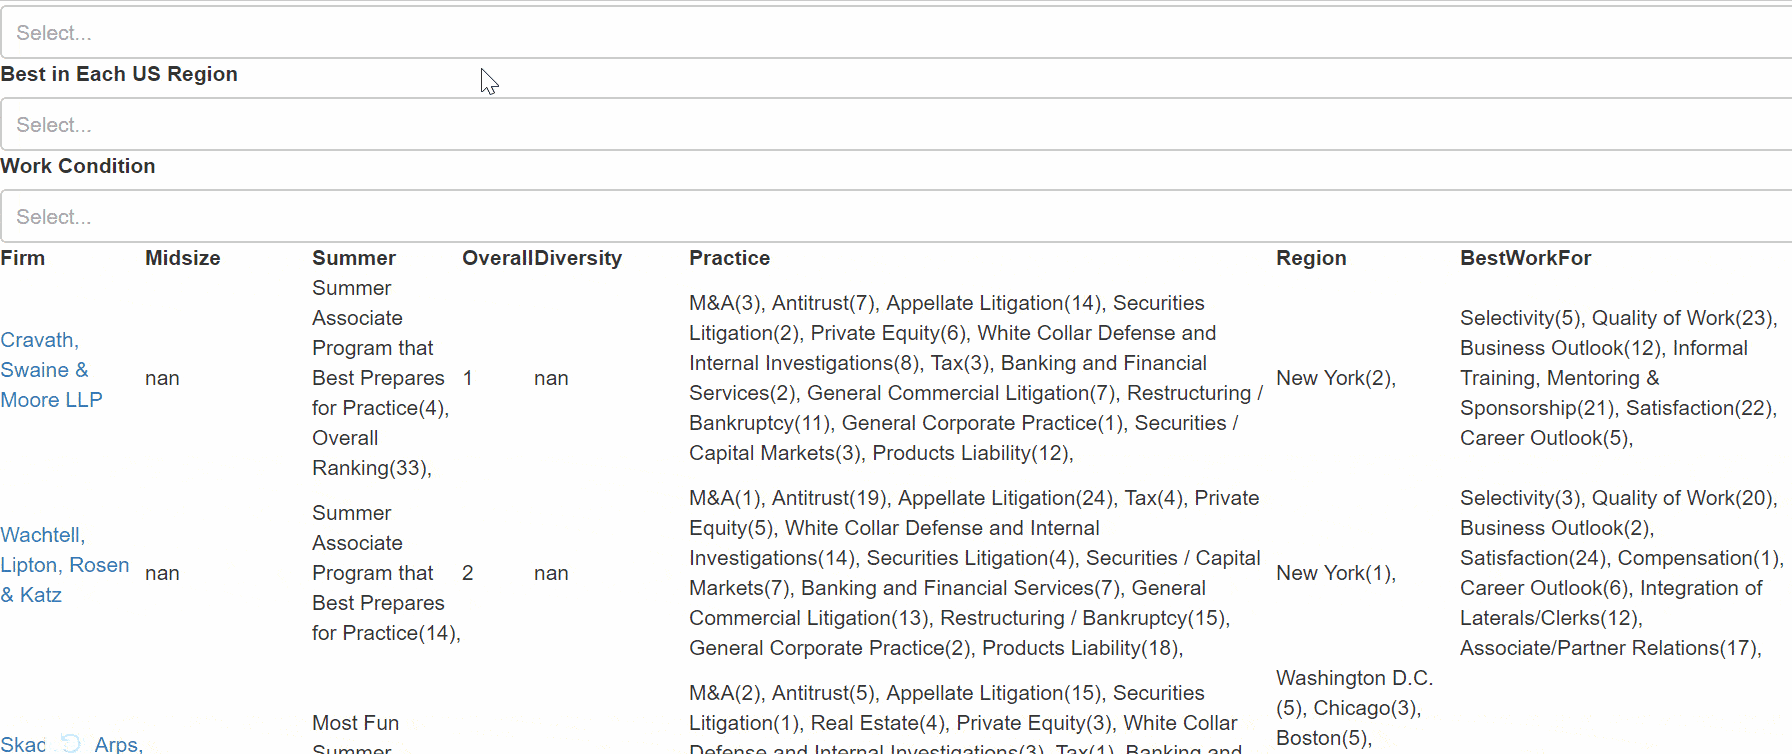 Select...
Best in Each US Region
Select...
Work Condition
Select...
Firm Midsize Summer Overall Diversity Practice Region BestWorkFor
Cravath,
Swaine &
Moore LLP
nan
Summer
Associate
Program that
Best Prepares
for Practice(4),
Overall
Ranking(33),
1
nan
M&A(3), Antitrust(7), Appellate Litigation(14), Securities
Litigation(2), Private Equity(6), White Collar Defense and
Internal Investigations(8), Tax(3), Banking and Financial
Services(2), General Commercial Litigation(7), Restructuring /
Bankruptcy(11), General Corporate Practice(1), Securities /
Capital Markets(3), Products Liability(12),
New York(2),
Selectivity(5), Quality of Work(23),
Business Outlook(12), Informal
Training, Mentoring &
Sponsorship(21), Satisfaction(22),
Career Outlook(5),
Wachtell,
Lipton, Rosen
& Katz
nan
Summer
Associate
Program that
Best Prepares
for Practice(14),
2
nan
M&A(1), Antitrust(19), Appellate Litigation(24), Tax(4), Private
Equity(5), White Collar Defense and Internal
Investigations(14), Securities Litigation(4), Securities / Capital
Markets(7), Banking and Financial Services(7), General
Commercial Litigation(13), Restructuring / Bankruptcy(15),
General Corporate Practice(2), Products Liability(18),
New York(1),
Selectivity(3), Quality of Work(20),
Business Outlook(2),
Satisfaction(24), Compensation(1),
Career Outlook(6), Integration of
Laterals/Clerks(12),
Associate/Partner Relations(17),
Arps,
Most Fun
Summer
M&A(2), Antitrust(5), Appellate Litigation(15), Securities
Litigation(1), Real Estate(4), Private Equity(3), White Collar
Defense and Internal Investigations(3), Tax(1), Banking and
Washington D.C.
(5), Chicago(3),
Boston(5),